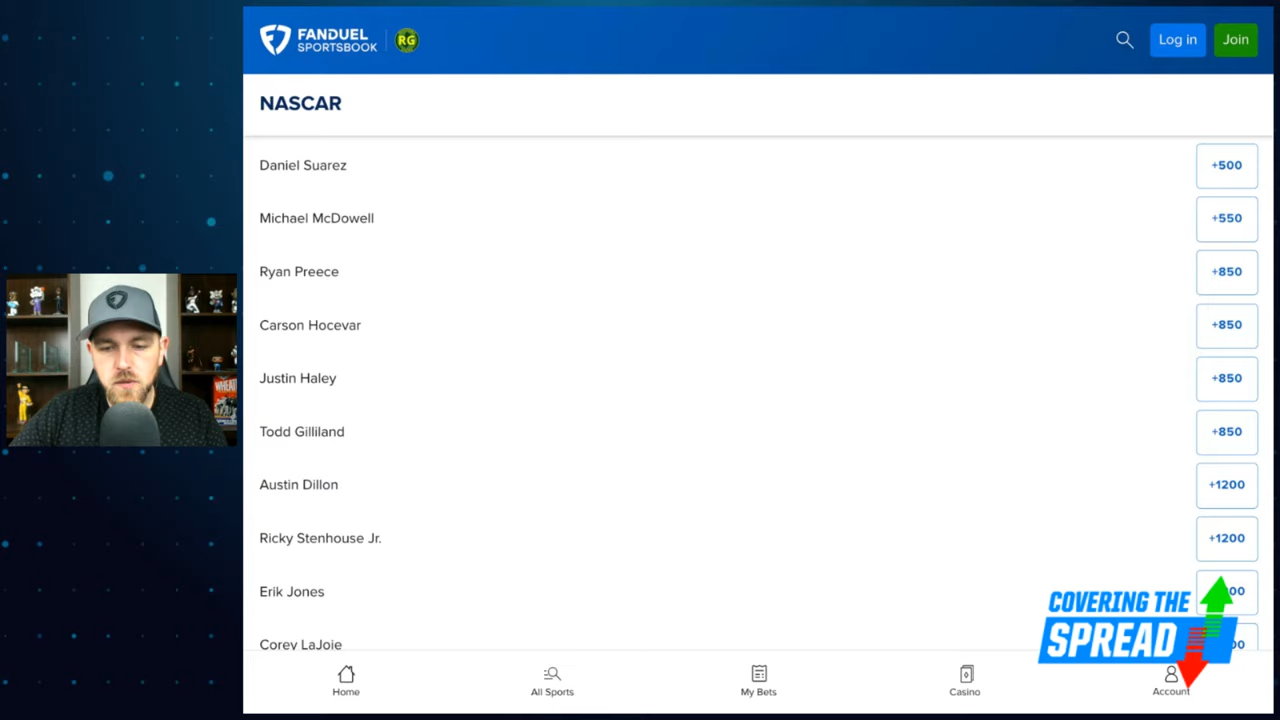 FANDUEL
SPORTSBOOK
RG
Log in
Join
NASCAR
Daniel Suarez +500
Michael McDowell +550
Ryan Preece +850
Carson Hocevar +850
Justin Haley +850
Todd Gilliland +850
Austin Dillon +1200
Ricky Stenhouse Jr. +1200
Erik Jones
Corey LaJoie
COVERING THE
SPREAD
Home
All Sports
My Bets
Casino
Account